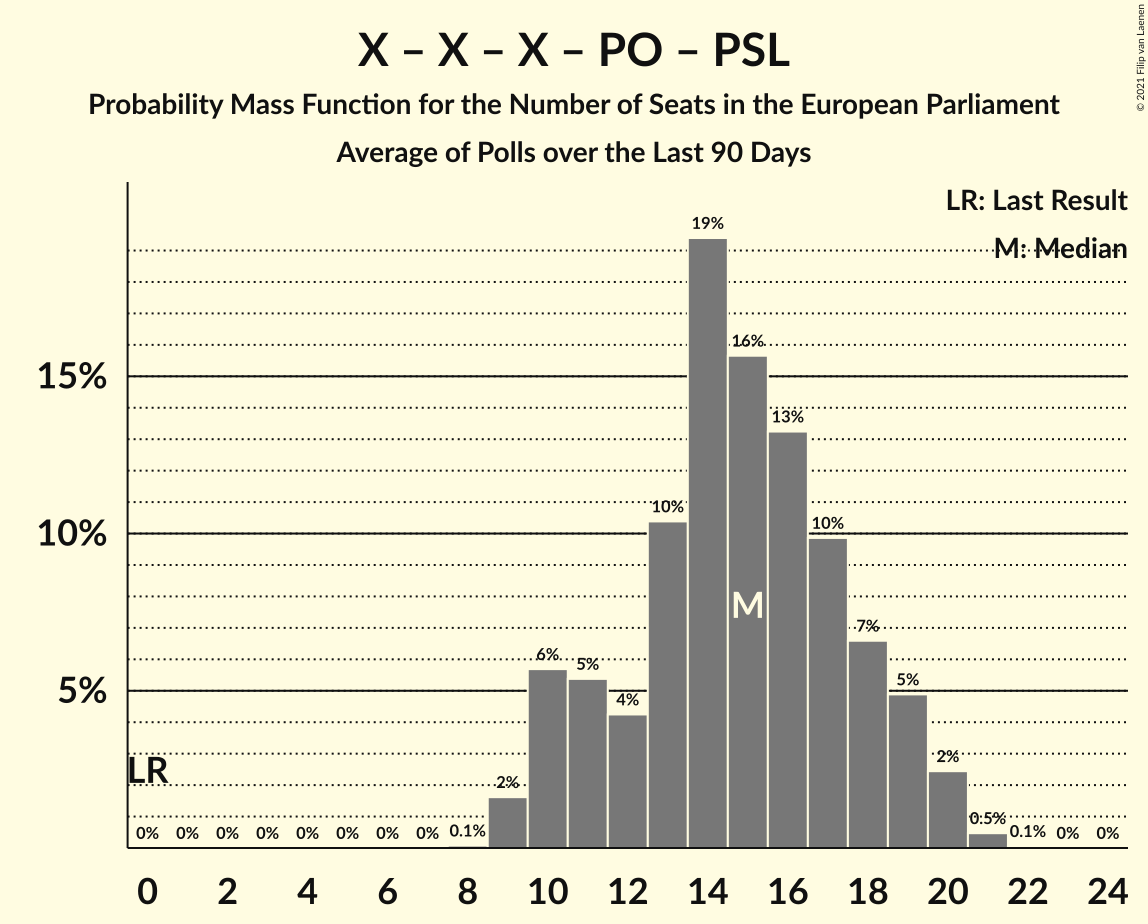 X – X – X – PO – PSL
Probability Mass Function for the Number of Seats in the European Parliament
Average of Polls over the Last 90 Days
© 2021 Filip van Laenen
LR: Last Result
M: Median
15%
10%
5%
0% 0% 0% 0% 0% 0% 0% 0% 0.1% 2% 6% 5% 4% 10% 19% 16% 13% 10% 7% 5% 2% 0.5% 0.1% 0% 0%
M
LR
0 2 4 6 8 10 12 14 16 18 20 22 24